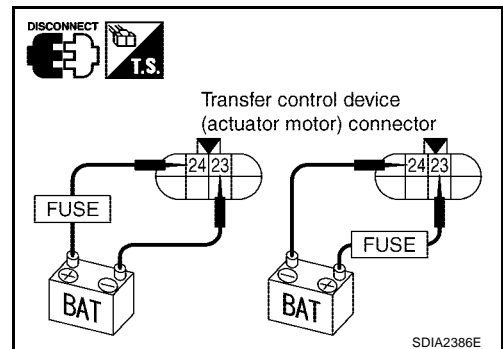 DISCONNECT
T.S.
Transfer control device
(actuator motor) connector
24 23
24 23
FUSE
FUSE
+ −
BAT
+ −
BAT
SDIA2386E